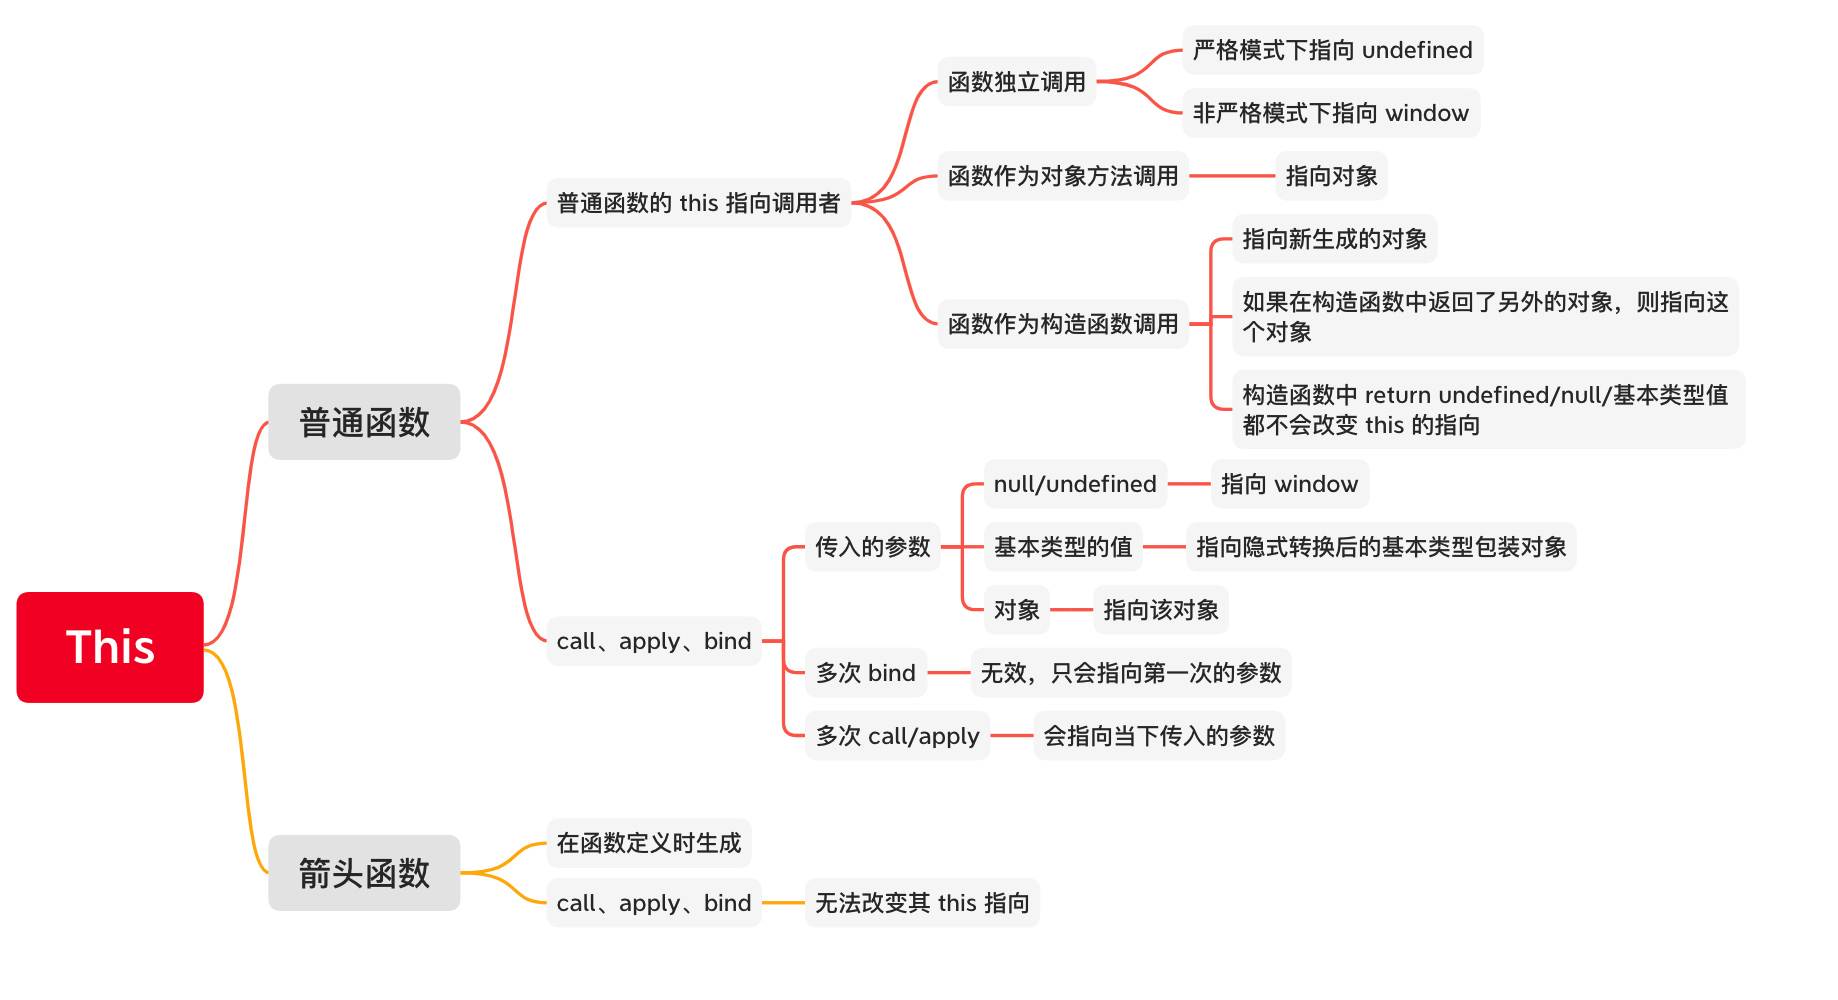 This
普通函数
普通函数的 this 指向调用者
函数独立调用
严格模式下指向 undefined
非严格模式下指向 window
函数作为对象方法调用
指向对象
函数作为构造函数调用
指向新生成的对象
如果在构造函数中返回了另外的对象，则指向这
个对象
构造函数中 return undefined/null/基本类型值
都不会改变 this 的指向
call、apply、bind
传入的参数
null/undefined
指向 window
基本类型的值
指向隐式转换后的基本类型包装对象
对象
指向该对象
多次 bind
无效，只会指向第一次的参数
多次 call/apply
会指向当下传入的参数
箭头函数
在函数定义时生成
call、apply、bind
无法改变其 this 指向